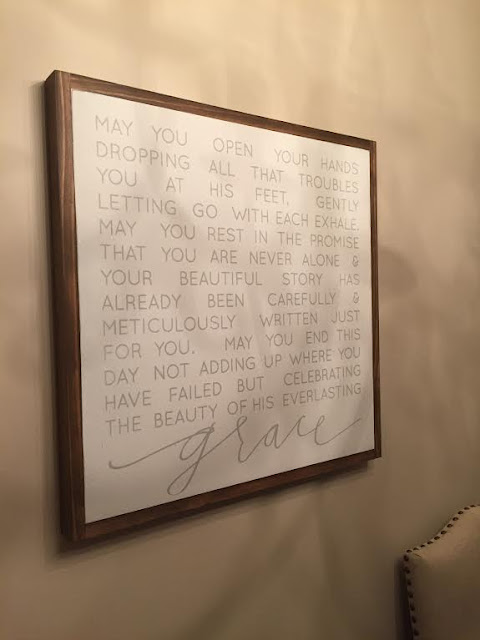 MAY YOU OPEN YOUR HANDS
DROPPING ALL THAT TROUBLES
YOU AT HIS FEET, GENTLY
LETTING GO WITH EACH EXHALE.
MAY YOU REST IN THE PROMISE
THAT YOU ARE NEVER ALONE &
YOUR BEAUTIFUL STORY HAS
ALREADY BEEN CAREFULLY &
METICULOUSLY WRITTEN JUST
FOR YOU. MAY YOU END THIS
DAY NOT ADDING UP WHERE YOU
HAVE FAILED BUT CELEBRATING
THE BEAUTY OF HIS EVERLASTING
grace